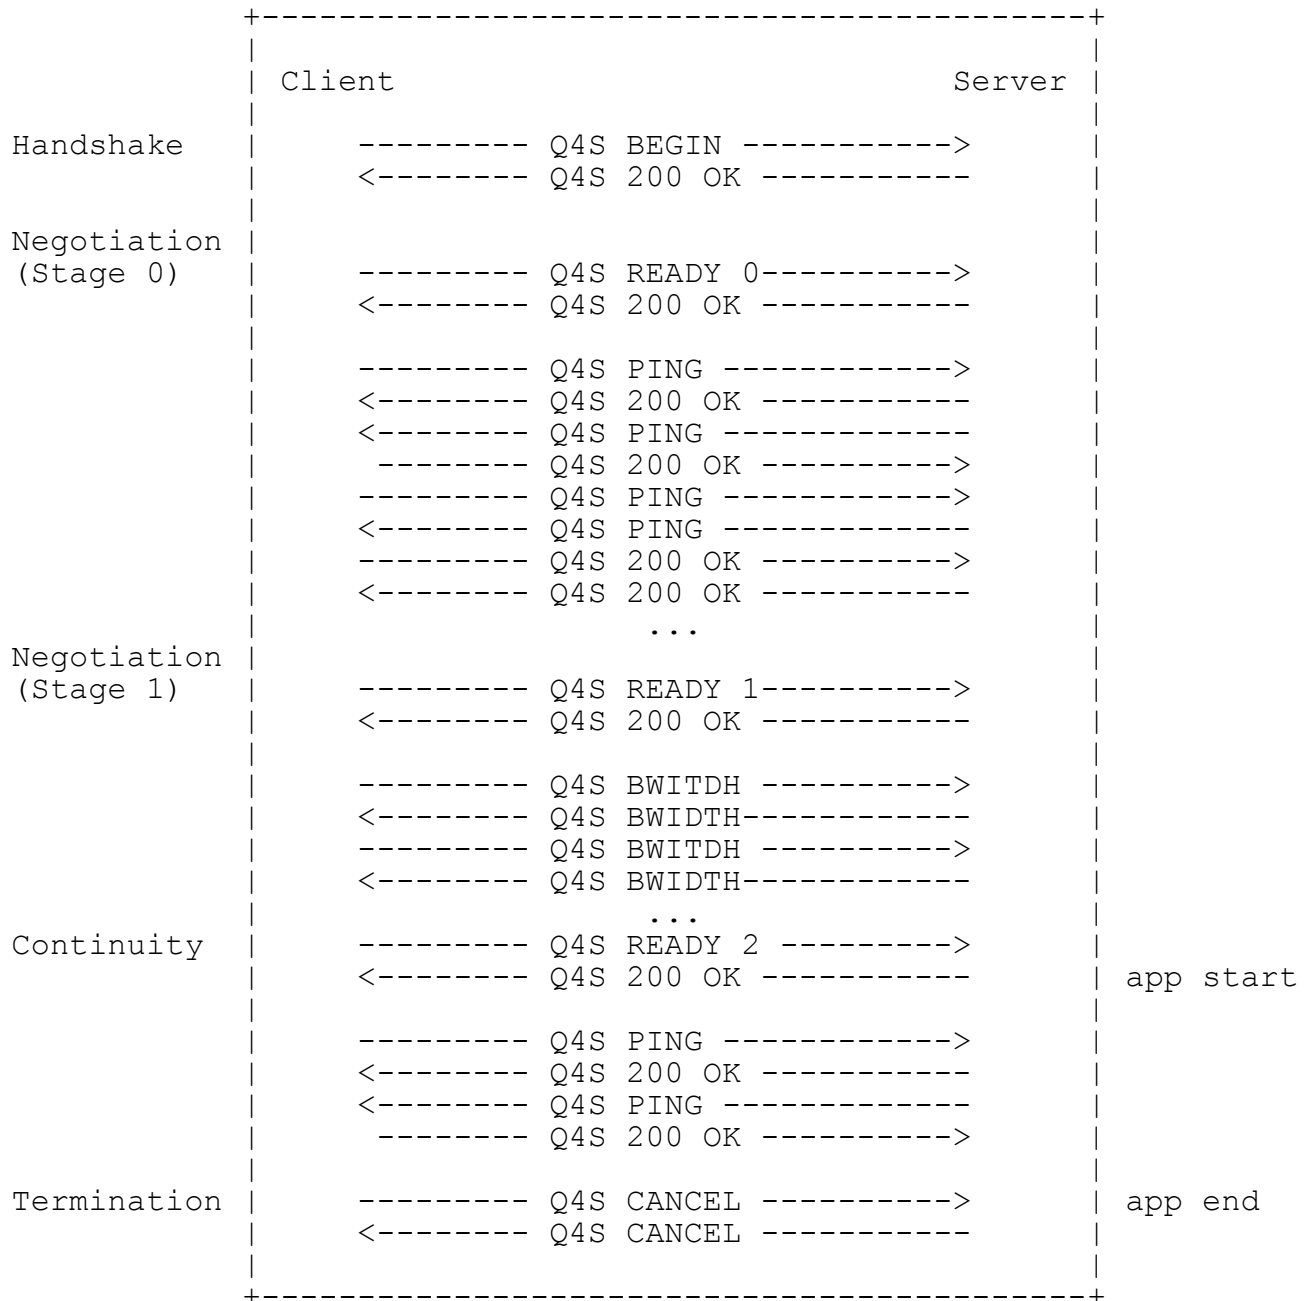 Client Server
Handshake --------- Q4S BEGIN ----------->
<-------- Q4S 200 OK -----------
Negotiation
(Stage 0) --------- Q4S READY 0---------->
<-------- Q4S 200 OK -----------
--------- Q4S PING ------------>
<-------- Q4S 200 OK -----------
<-------- Q4S PING -------------
-------- Q4S 200 OK ---------->
--------- Q4S PING ------------>
<-------- Q4S PING -------------
--------- Q4S 200 OK ---------->
<-------- Q4S 200 OK -----------
...
Negotiation
(Stage 1) --------- Q4S READY 1---------->
<-------- Q4S 200 OK -----------
--------- Q4S BWITDH ---------->
<-------- Q4S BWIDTH------------
--------- Q4S BWITDH ---------->
<-------- Q4S BWIDTH------------
...
Continuity --------- Q4S READY 2 --------->
<-------- Q4S 200 OK ----------- app start
--------- Q4S PING ------------>
<-------- Q4S 200 OK -----------
<-------- Q4S PING -------------
-------- Q4S 200 OK ---------->
Termination --------- Q4S CANCEL ----------> app end
<-------- Q4S CANCEL -----------